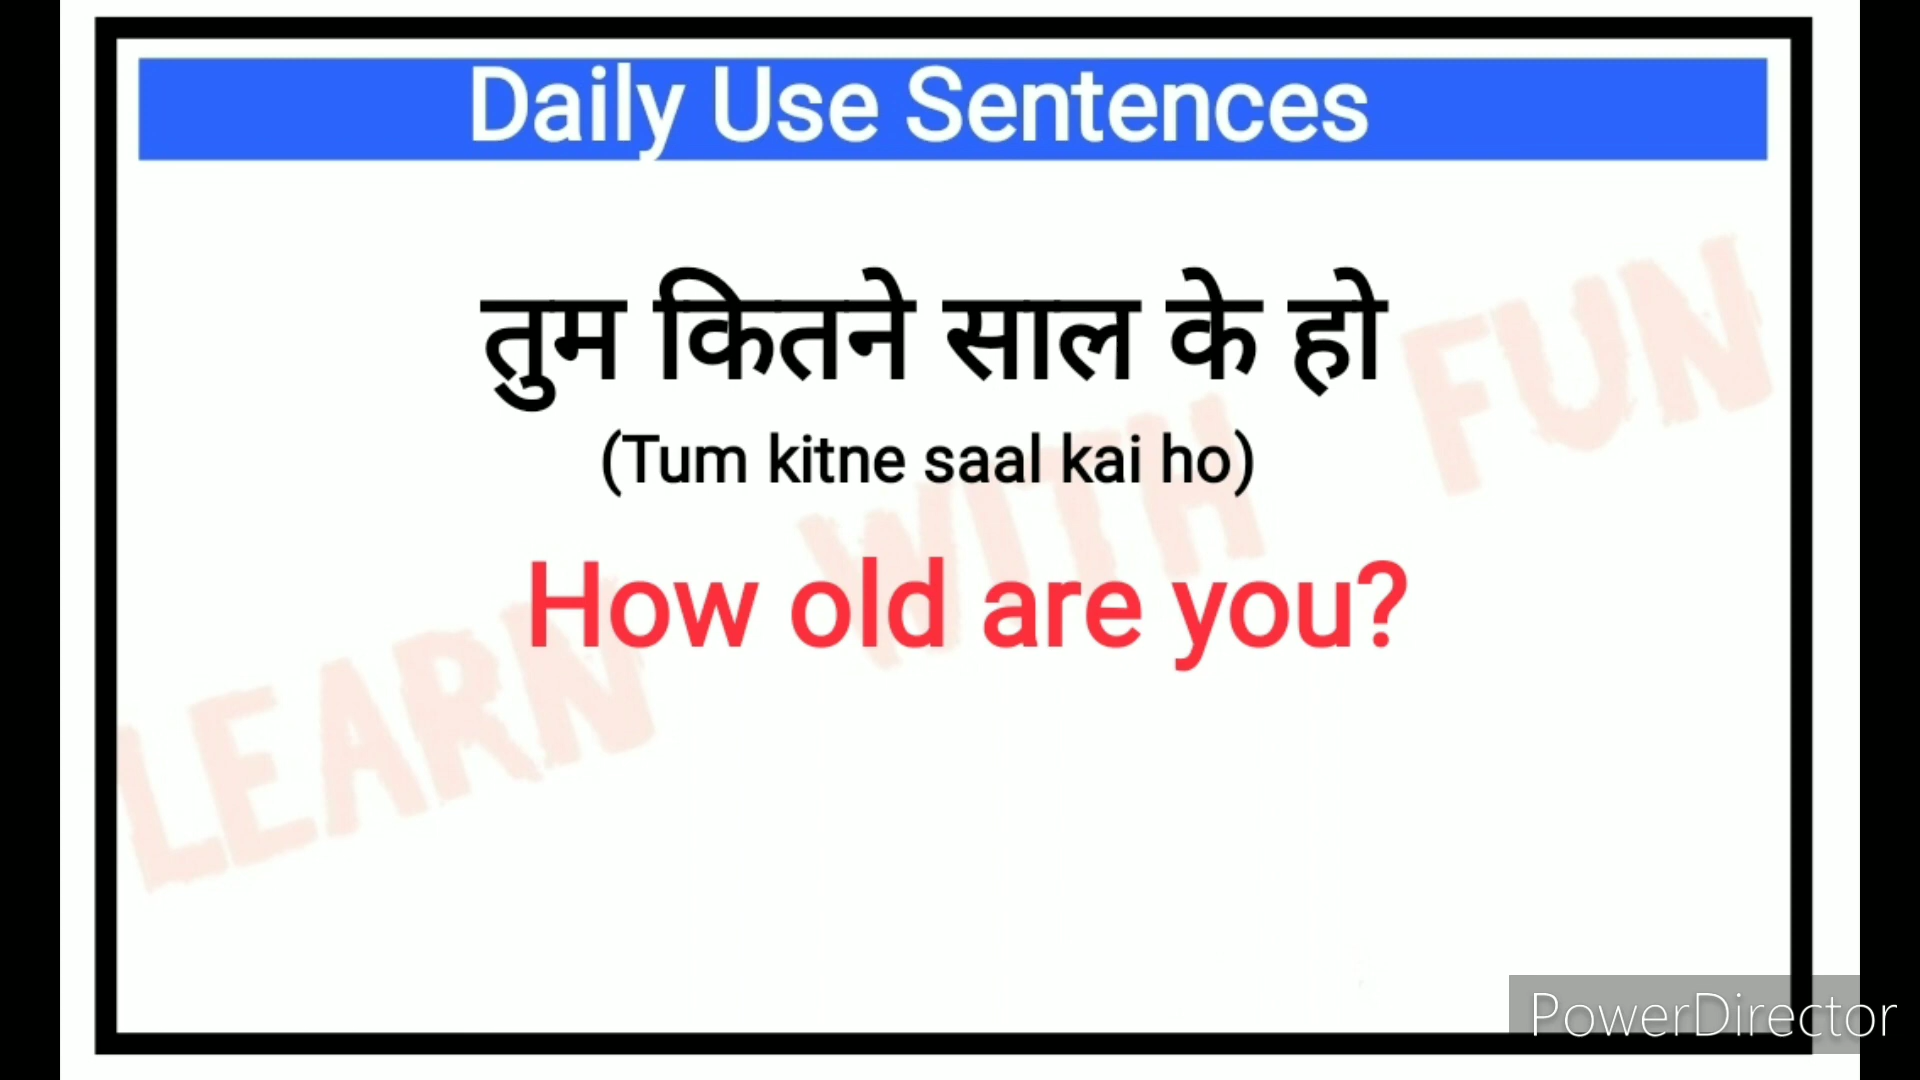 Daily Use Sentences
तुम कितने साल के हो
(Tum kitne saal kai ho)
How old are you?
LEARN WITH FUN
PowerDirector